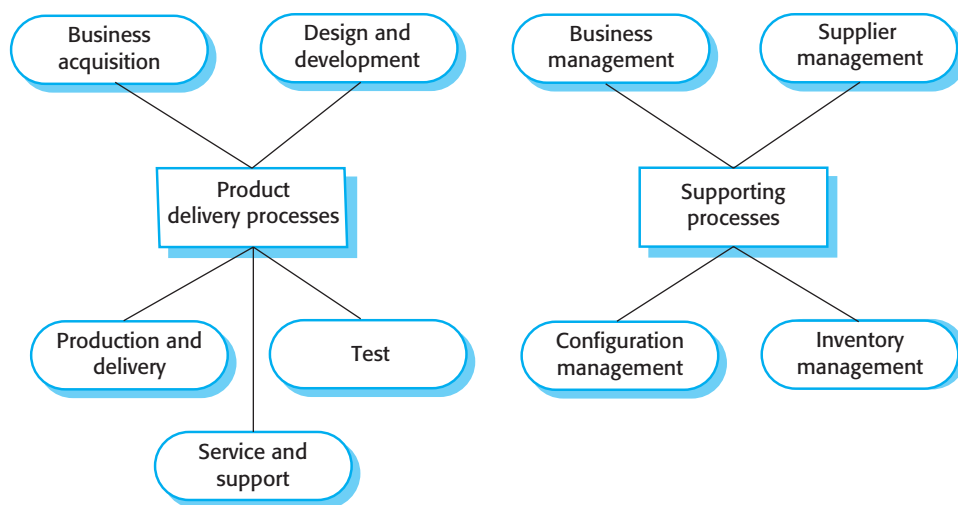 Business
acquisition
Design and
development
Product
delivery processes
Production and
delivery
Test
Service and
support
Business
management
Supplier
management
Supporting
processes
Configuration
management
Inventory
management